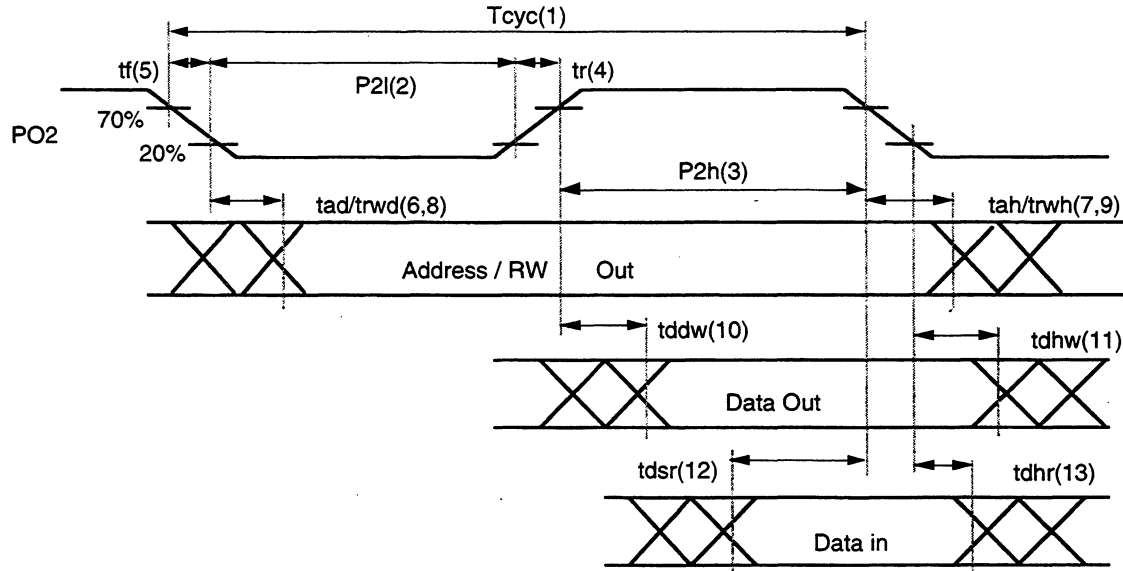 Tcyc(1)
tf(5)
P2l(2)
tr(4)
70%
PO2
20%
P2h(3)
tad/trwd(6,8)
tah/trwh(7,9)
Address / RW Out
tddw(10)
tdhw(11)
Data Out
tdsr(12)
tdhr(13)
Data in